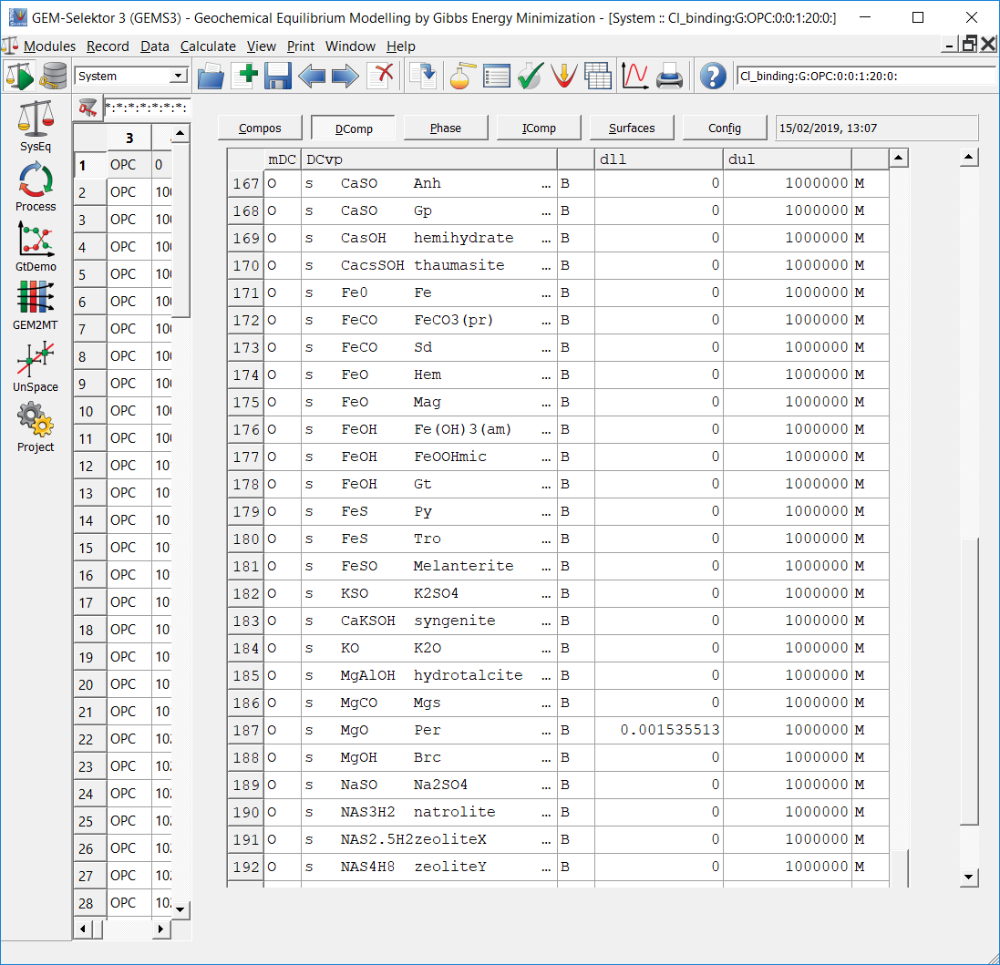 GEM-Selektor 3 (GEMS3) - Geochemical Equilibrium Modelling by Gibbs Energy Minimization - [System :: Cl_binding:G:OPC:0:0:1:20:0:]
Modules Record Data Calculate View Print Window Help
System
Cl_binding:G:OPC:0:0:1:20:0:
SysEq
Process
GtDemo
GEM2MT
UnSpace
Project
*:*:*:*:*:*:*:
3
1 OPC 0
2 OPC 100
3 OPC 100
4 OPC 100
5 OPC 100
6 OPC 100
7 OPC 100
8 OPC 100
9 OPC 100
10 OPC 100
11 OPC 100
12 OPC 10
13 OPC 10
14 OPC 10
15 OPC 10
16 OPC 10
17 OPC 10
18 OPC 10
19 OPC 10
20 OPC 10
21 OPC 10
22 OPC 10
23 OPC 10
24 OPC 10
25 OPC 10
26 OPC 10
27 OPC 10
28 OPC 10
Compos DComp Phase IComp Surfaces Config 15/02/2019, 13:07
mDC DCvp dll dul
167 O s CaSO Anh ... B 0 1000000 M
168 O s CaSO Gp ... B 0 1000000 M
169 O s CasOH hemihydrate ... B 0 1000000 M
170 O s CacsSOH thaumasite ... B 0 1000000 M
171 O s Fe0 Fe ... B 0 1000000 M
172 O s FeCO FeCO3(pr) ... B 0 1000000 M
173 O s FeCO Sd ... B 0 1000000 M
174 O s FeO Hem ... B 0 1000000 M
175 O s FeO Mag ... B 0 1000000 M
176 O s FeOH Fe(OH)3(am) ... B 0 1000000 M
177 O s FeOH FeOOHmic ... B 0 1000000 M
178 O s FeOH Gt ... B 0 1000000 M
179 O s FeS Py ... B 0 1000000 M
180 O s FeS Tro ... B 0 1000000 M
181 O s FeSO Melanterite ... B 0 1000000 M
182 O s KSO K2SO4 ... B 0 1000000 M
183 O s CaKSOH syngenite ... B 0 1000000 M
184 O s KO K2O ... B 0 1000000 M
185 O s MgAlOH hydrotalcite ... B 0 1000000 M
186 O s MgCO Mgs ... B 0 1000000 M
187 O s MgO Per ... B 0.001535513 1000000 M
188 O s MgOH Brc ... B 0 1000000 M
189 O s NaSO Na2SO4 ... B 0 1000000 M
190 O s NAS3H2 natrolite ... B 0 1000000 M
191 O s NAS2.5H2zeoliteX ... B 0 1000000 M
192 O s NAS4H8 zeoliteY ... B 0 1000000 M